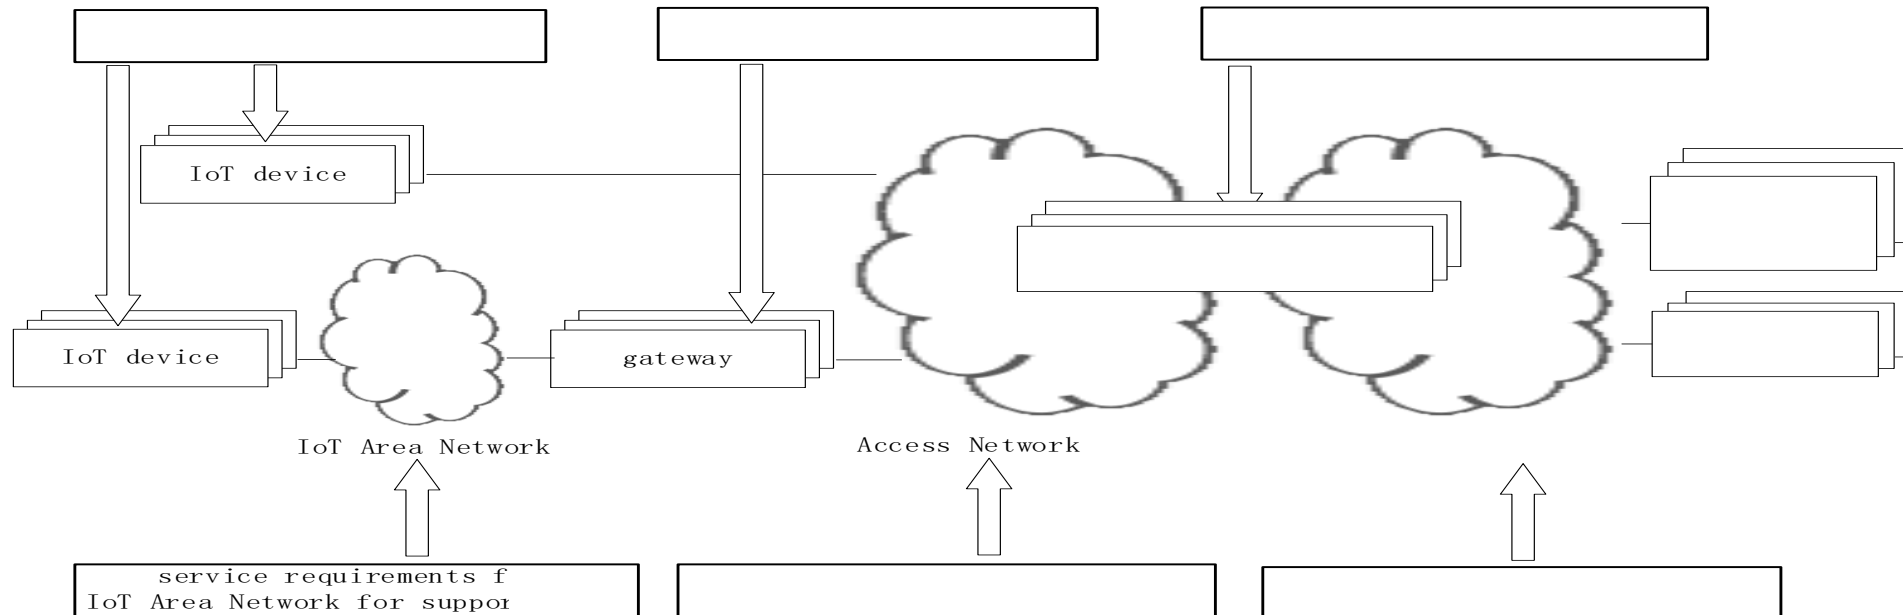 IoT device
IoT device
gateway
IoT Area Network
Access Network
service requirements f
IoT Area Network for suppor